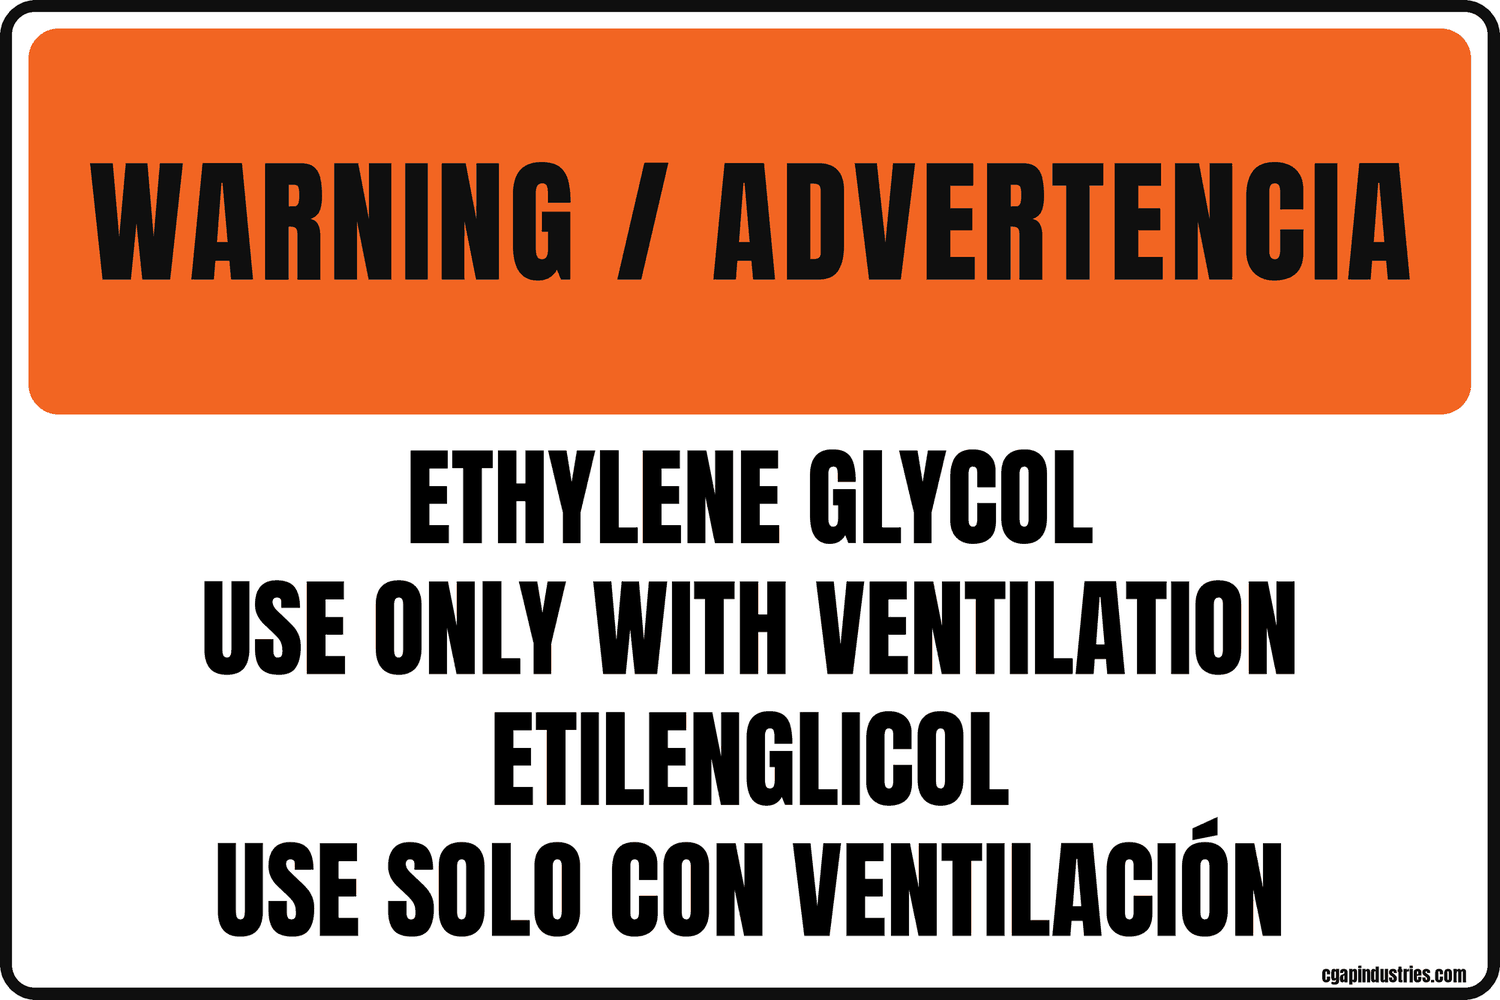 WARNING / ADVERTENCIA
ETHYLENE GLYCOL
USE ONLY WITH VENTILATION
ETILENGLICOL
USE SOLO CON VENTILACIÓN
cgapindustries.com